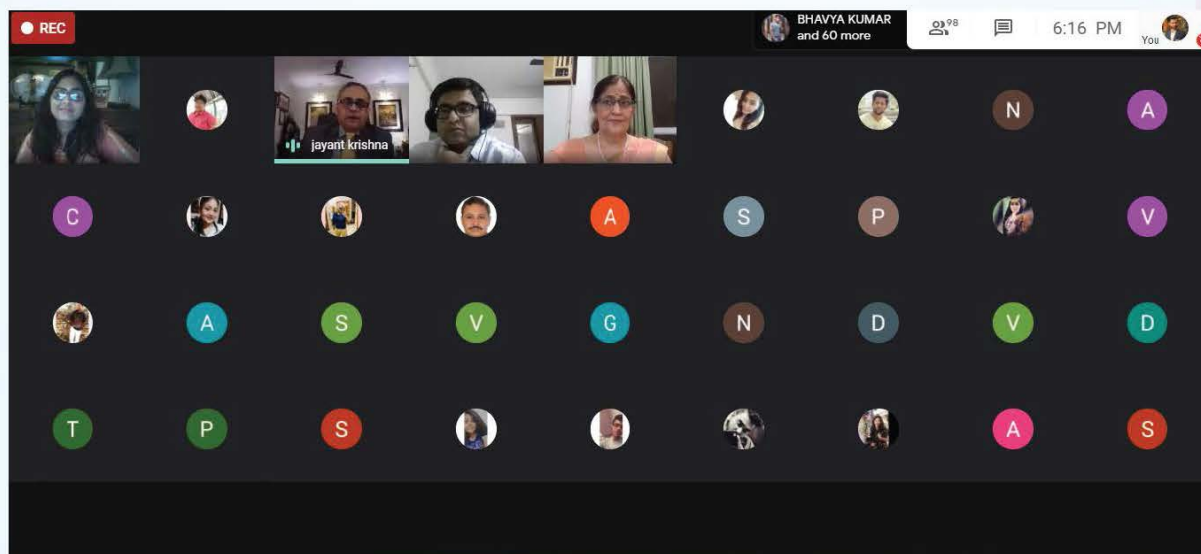 REC
BHAVYA KUMAR
and 60 more
98
6:16 PM
You
jayant krishna
N
A
C
A
S
P
V
A
S
V
G
N
D
V
D
T
P
S
A
S